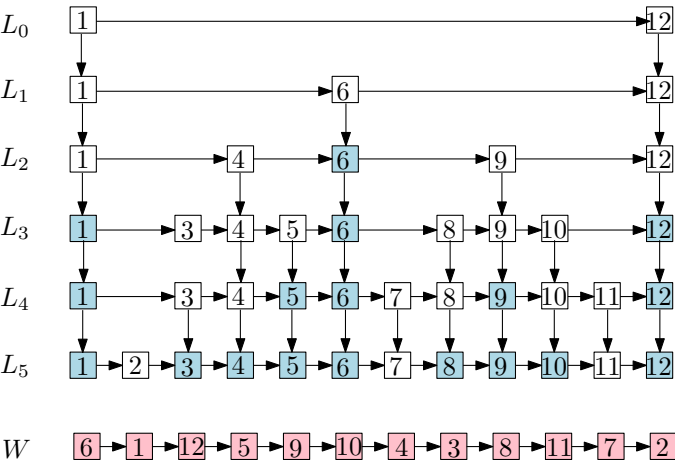 L₀ 1 12
L₁ 1 6 12
L₂ 1 4 6 9 12
L₃ 1 3 4 5 6 8 9 10 12
L₄ 1 3 4 5 6 7 8 9 10 11 12
L₅ 1 2 3 4 5 6 7 8 9 10 11 12
W 6 1 12 5 9 10 4 3 8 11 7 2